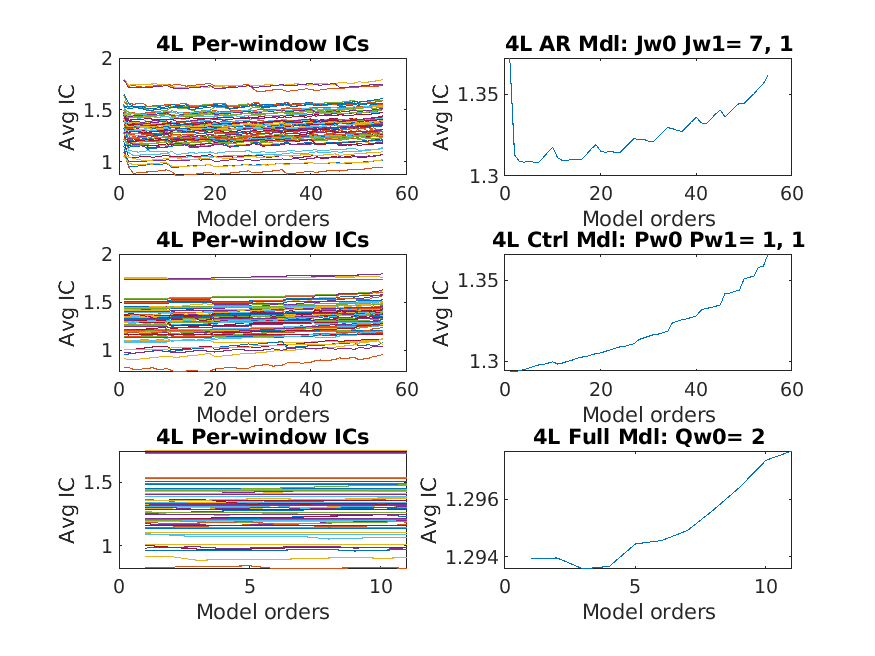 4L Per-window ICs
4L AR Mdl: Jw0 Jw1= 7, 1
2
1.5
1
Avg IC
0 20 40 60
Model orders
1.35
1.3
Avg IC
0 20 40 60
Model orders
4L Per-window ICs
4L Ctrl Mdl: Pw0 Pw1= 1, 1
2
1.5
1
Avg IC
0 20 40 60
Model orders
1.35
1.3
Avg IC
0 20 40 60
Model orders
4L Per-window ICs
4L Full Mdl: Qw0= 2
1.5
1
Avg IC
0 5 10
Model orders
1.296
1.294
Avg IC
0 5 10
Model orders